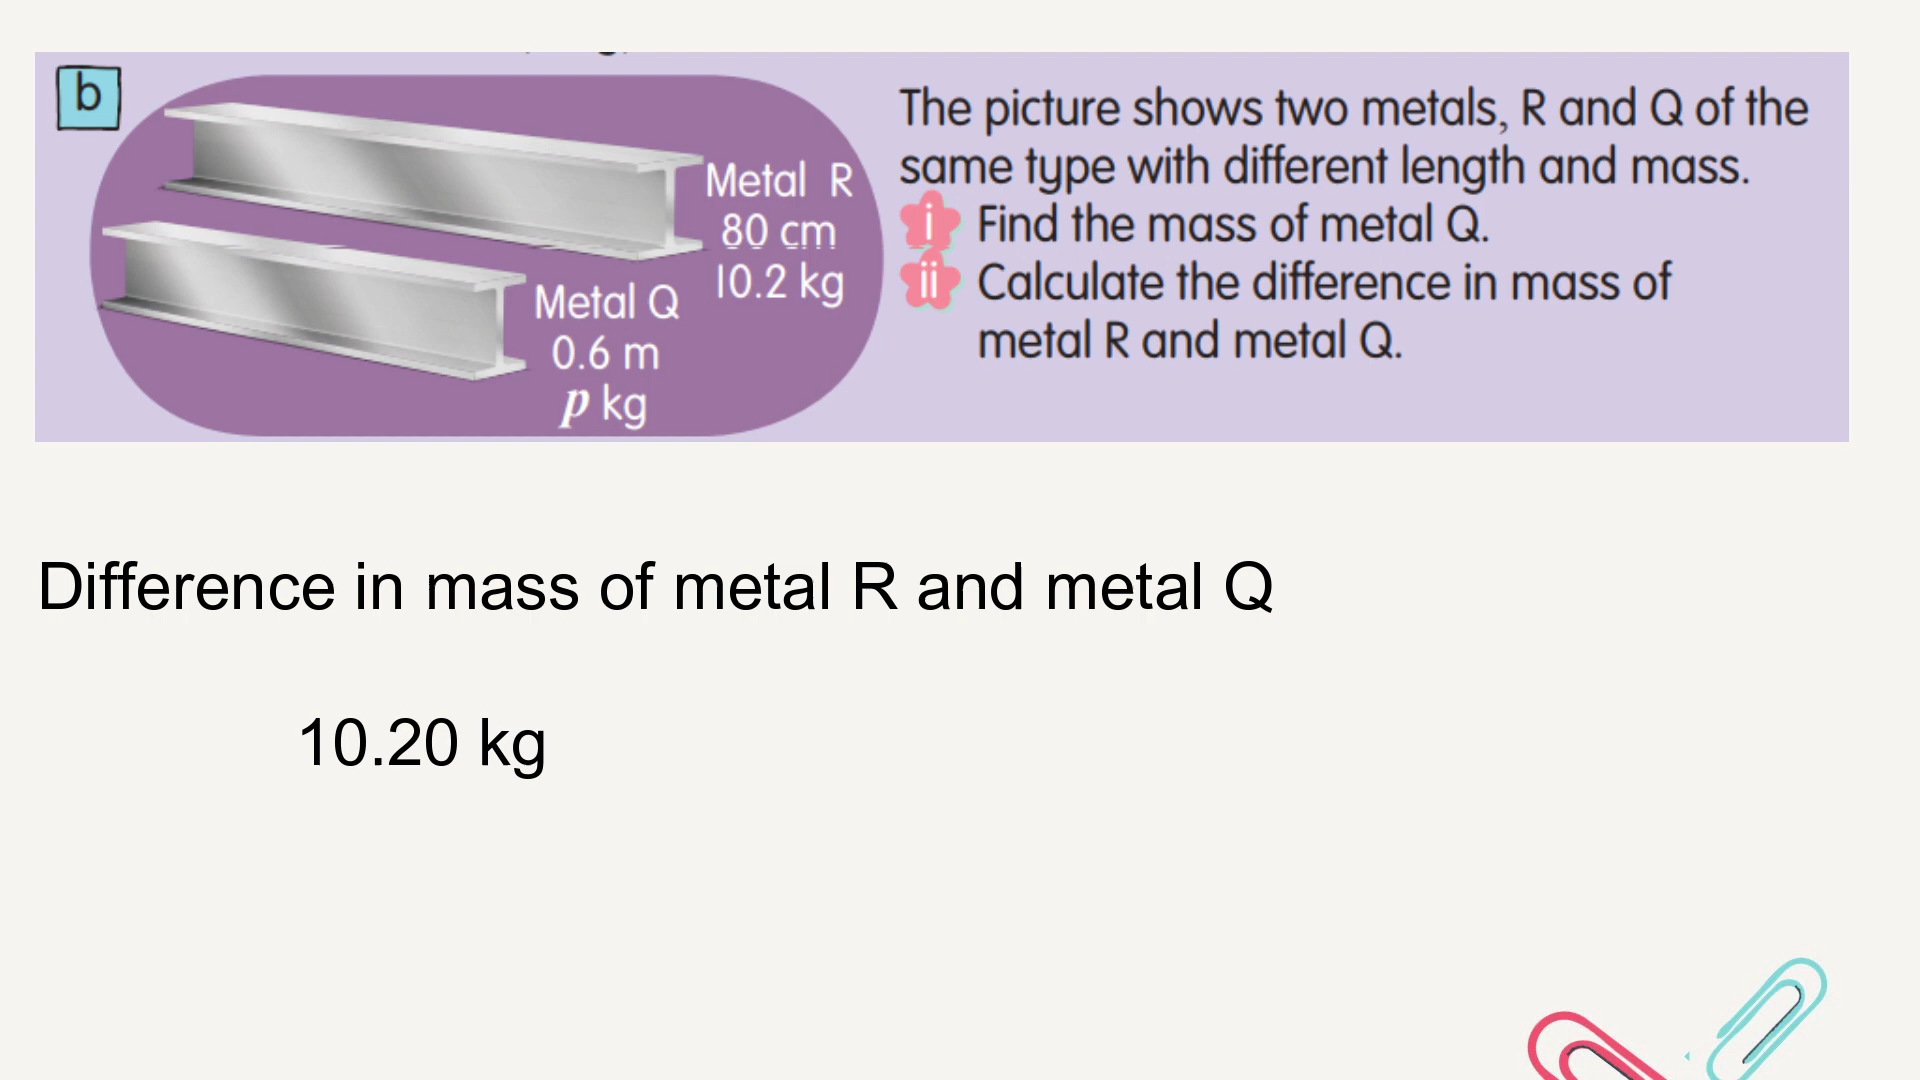 b
Metal R
80 cm
10.2 kg
Metal Q
0.6 m
p kg
The picture shows two metals, R and Q of the
same type with different length and mass.
i Find the mass of metal Q.
ii Calculate the difference in mass of
metal R and metal Q.
Difference in mass of metal R and metal Q
10.20 kg